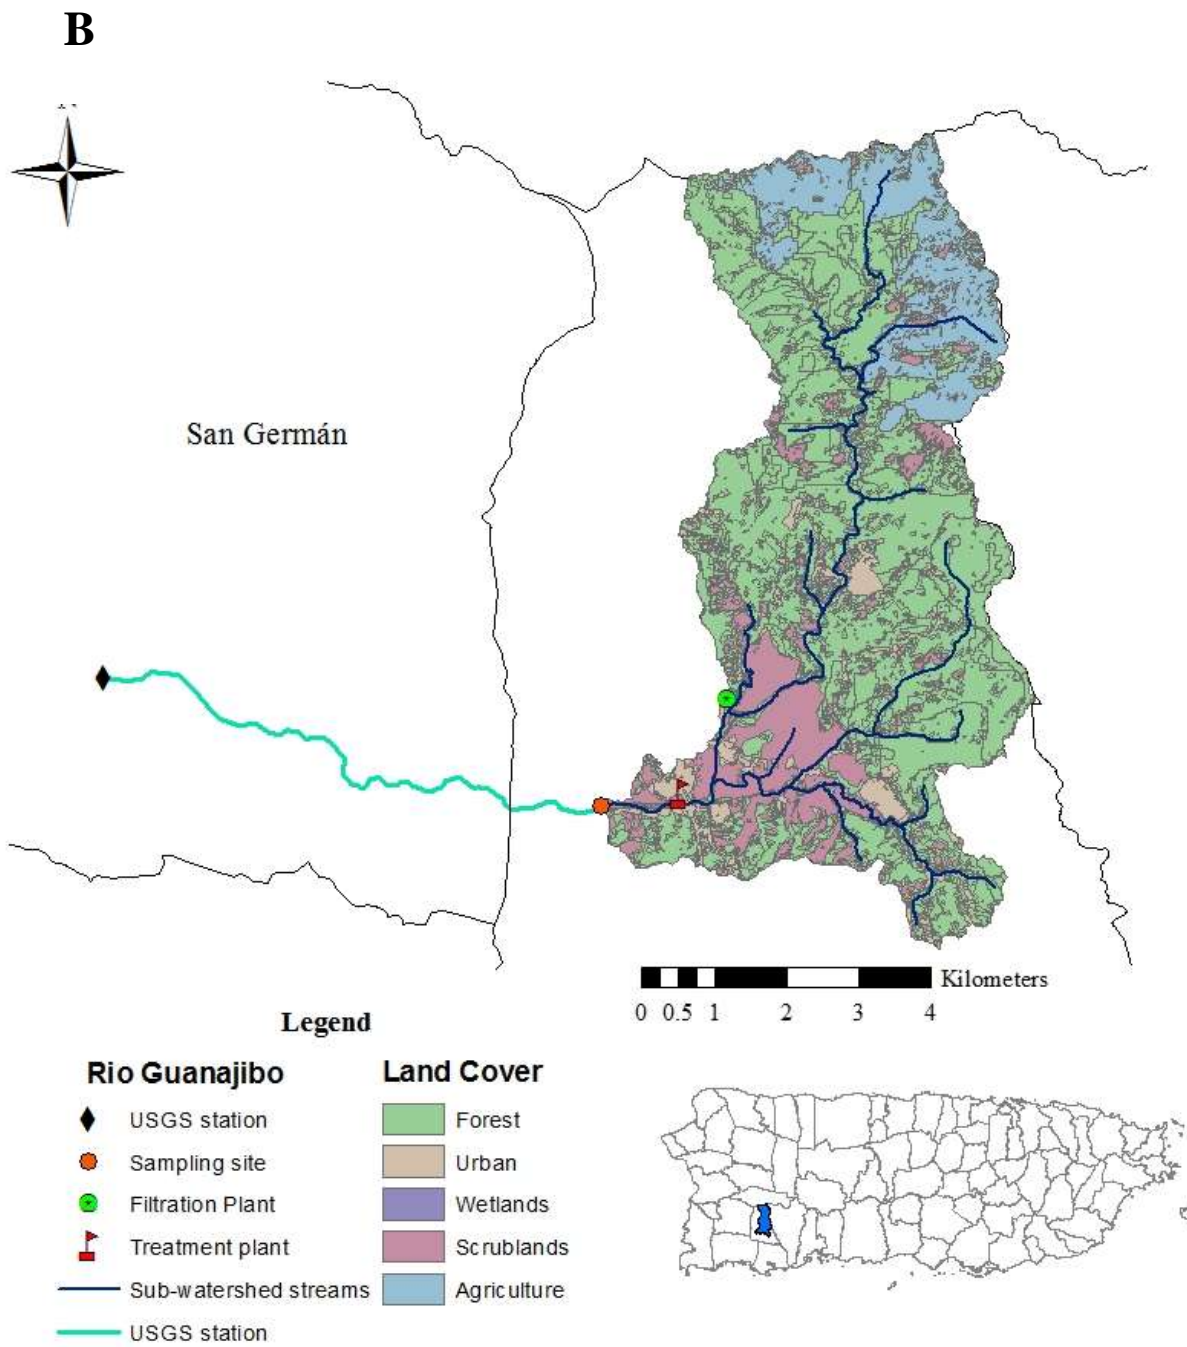 B
San Germán
Kilometers
0 0.5 1 2 3 4
Legend
Rio Guanajibo
USGS station
Sampling site
Filtration Plant
Treatment plant
Sub-watershed streams
USGS station
Land Cover
Forest
Urban
Wetlands
Scrublands
Agriculture